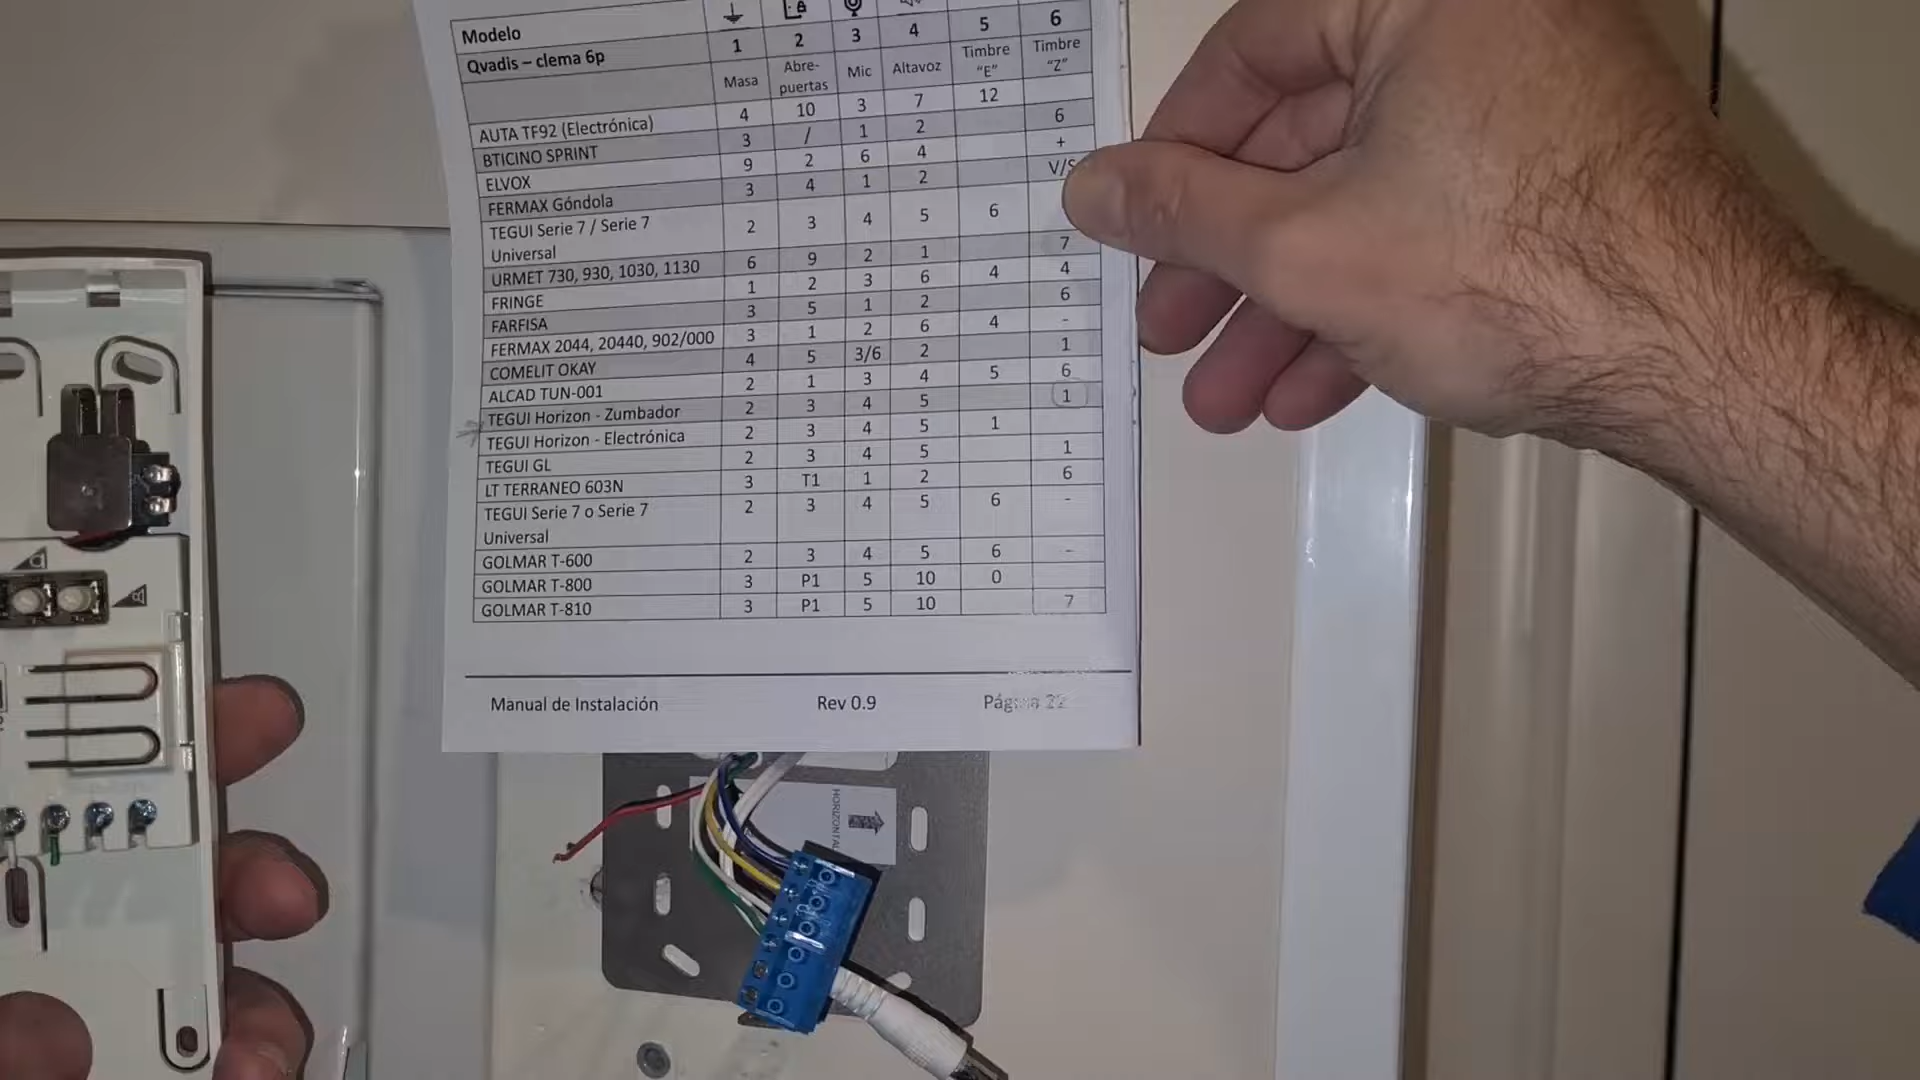 Modelo
Qvadis – clema 6p 1 2 3 4 5 6
Masa Abre-puertas Mic Altavoz Timbre "E" Timbre "Z"
AUTA TF92 (Electrónica) 4 10 3 7 12
BTICINO SPRINT 3 / 1 2 6
ELVOX 9 2 6 4 +
FERMAX Góndola 3 4 1 2 V/S
TEGUI Serie 7 / Serie 7 2 3 4 5 6
Universal
URMET 730, 930, 1030, 1130 6 9 2 1 7
FRINGE 1 2 3 6 4 4
FARFISA 3 5 1 2 6
FERMAX 2044, 20440, 902/000 3 1 2 6 4 -
COMELIT OKAY 4 5 3/6 2 1
ALCAD TUN-001 2 1 3 4 5 6
TEGUI Horizon - Zumbador 2 3 4 5 1
TEGUI Horizon - Electrónica 2 3 4 5 1
TEGUI GL 2 3 4 5 1
LT TERRANEO 603N 3 T1 1 2 6
TEGUI Serie 7 o Serie 7 2 3 4 5 6 -
Universal
GOLMAR T-600 2 3 4 5 6 -
GOLMAR T-800 3 P1 5 10 0
GOLMAR T-810 3 P1 5 10 7
Manual de Instalación Rev 0.9 Página 22
HORIZONTAL